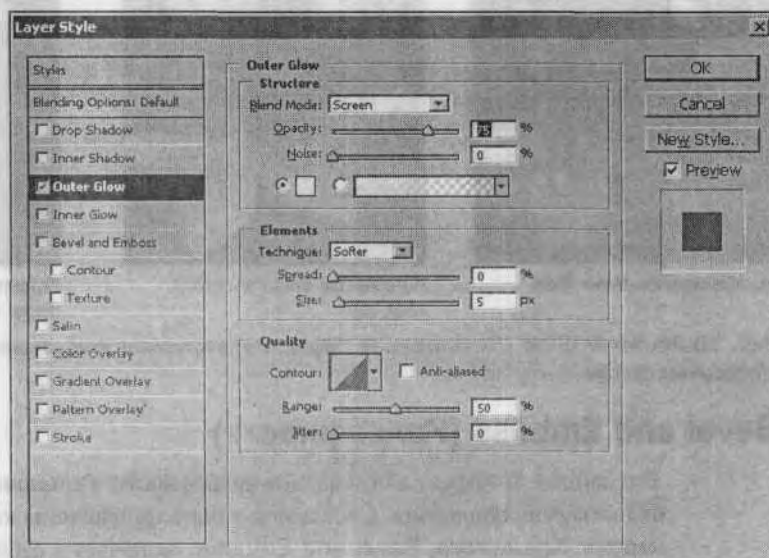 Layer Style
Styles
Blending Options: Default
Drop Shadow
Inner Shadow
Outer Glow
Inner Glow
Bevel and Emboss
Contour
Texture
Satin
Color Overlay
Gradient Overlay
Pattern Overlay
Stroke
Outer Glow
Structure
Blend Mode: Screen
Opacity: 75 %
Noise: 0 %
Elements
Technique: Softer
Spread: 0 %
Size: 5 px
Quality
Contour: Anti-aliased
Range: 50 %
Jitter: 0 %
OK
Cancel
New Style...
Preview